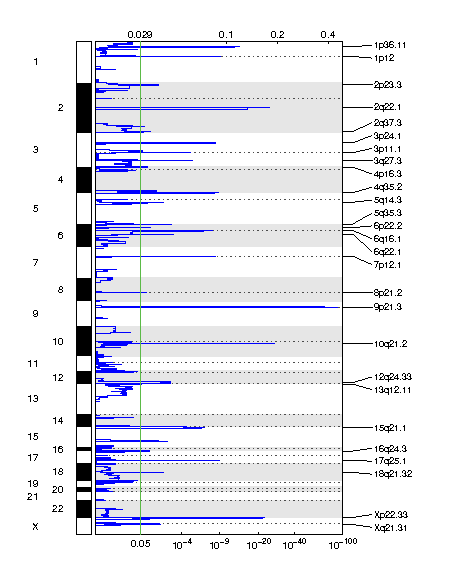 0.029 0.1 0.2 0.4
1
2
3
4
5
6
7
8
9
10
11
12
13
14
15
16
17
18
19
20
21
22
X
1p36.11
1p12
2p23.3
2q22.1
2q37.3
3p24.1
3p11.1
3q27.3
4p16.3
4q35.2
5q14.3
5q35.3
6p22.2
6q16.1
6q22.1
7p12.1
8p21.2
9p21.3
10q21.2
12q24.33
13q12.11
15q21.1
16q24.3
17q25.1
18q21.32
Xp22.33
Xq21.31
0.05 10-4 10-9 10-20 10-40 10-100